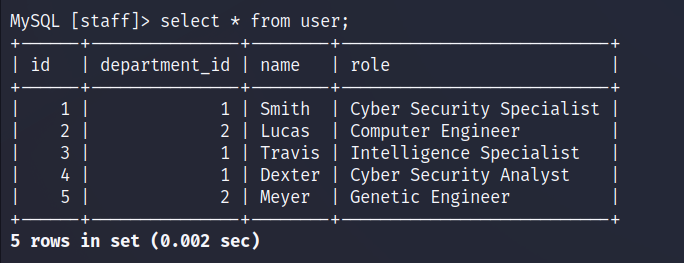 MySQL [staff]> select * from user;
+------+---------------+--------+---------------------------+
| id | department_id | name | role |
+------+---------------+--------+---------------------------+
| 1 | 1 | Smith | Cyber Security Specialist |
| 2 | 2 | Lucas | Computer Engineer |
| 3 | 1 | Travis | Intelligence Specialist |
| 4 | 1 | Dexter | Cyber Security Analyst |
| 5 | 2 | Meyer | Genetic Engineer |
+------+---------------+--------+---------------------------+
5 rows in set (0.002 sec)